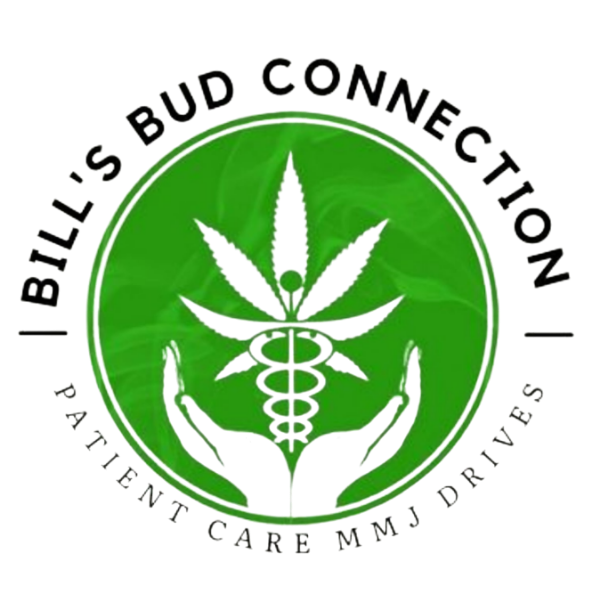 BILL'S BUD CONNECTION
PATIENT CARE MMJ DRIVES